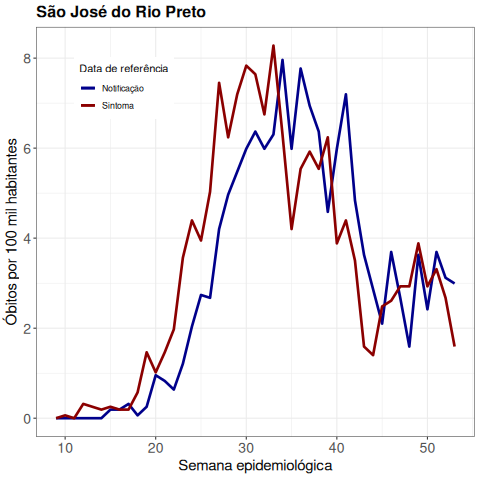 São José do Rio Preto
Óbitos por 100 mil habitantes
8
6
4
2
0
Data de referência
Notificação
Sintoma
10
20
30
40
50
Semana epidemiológica